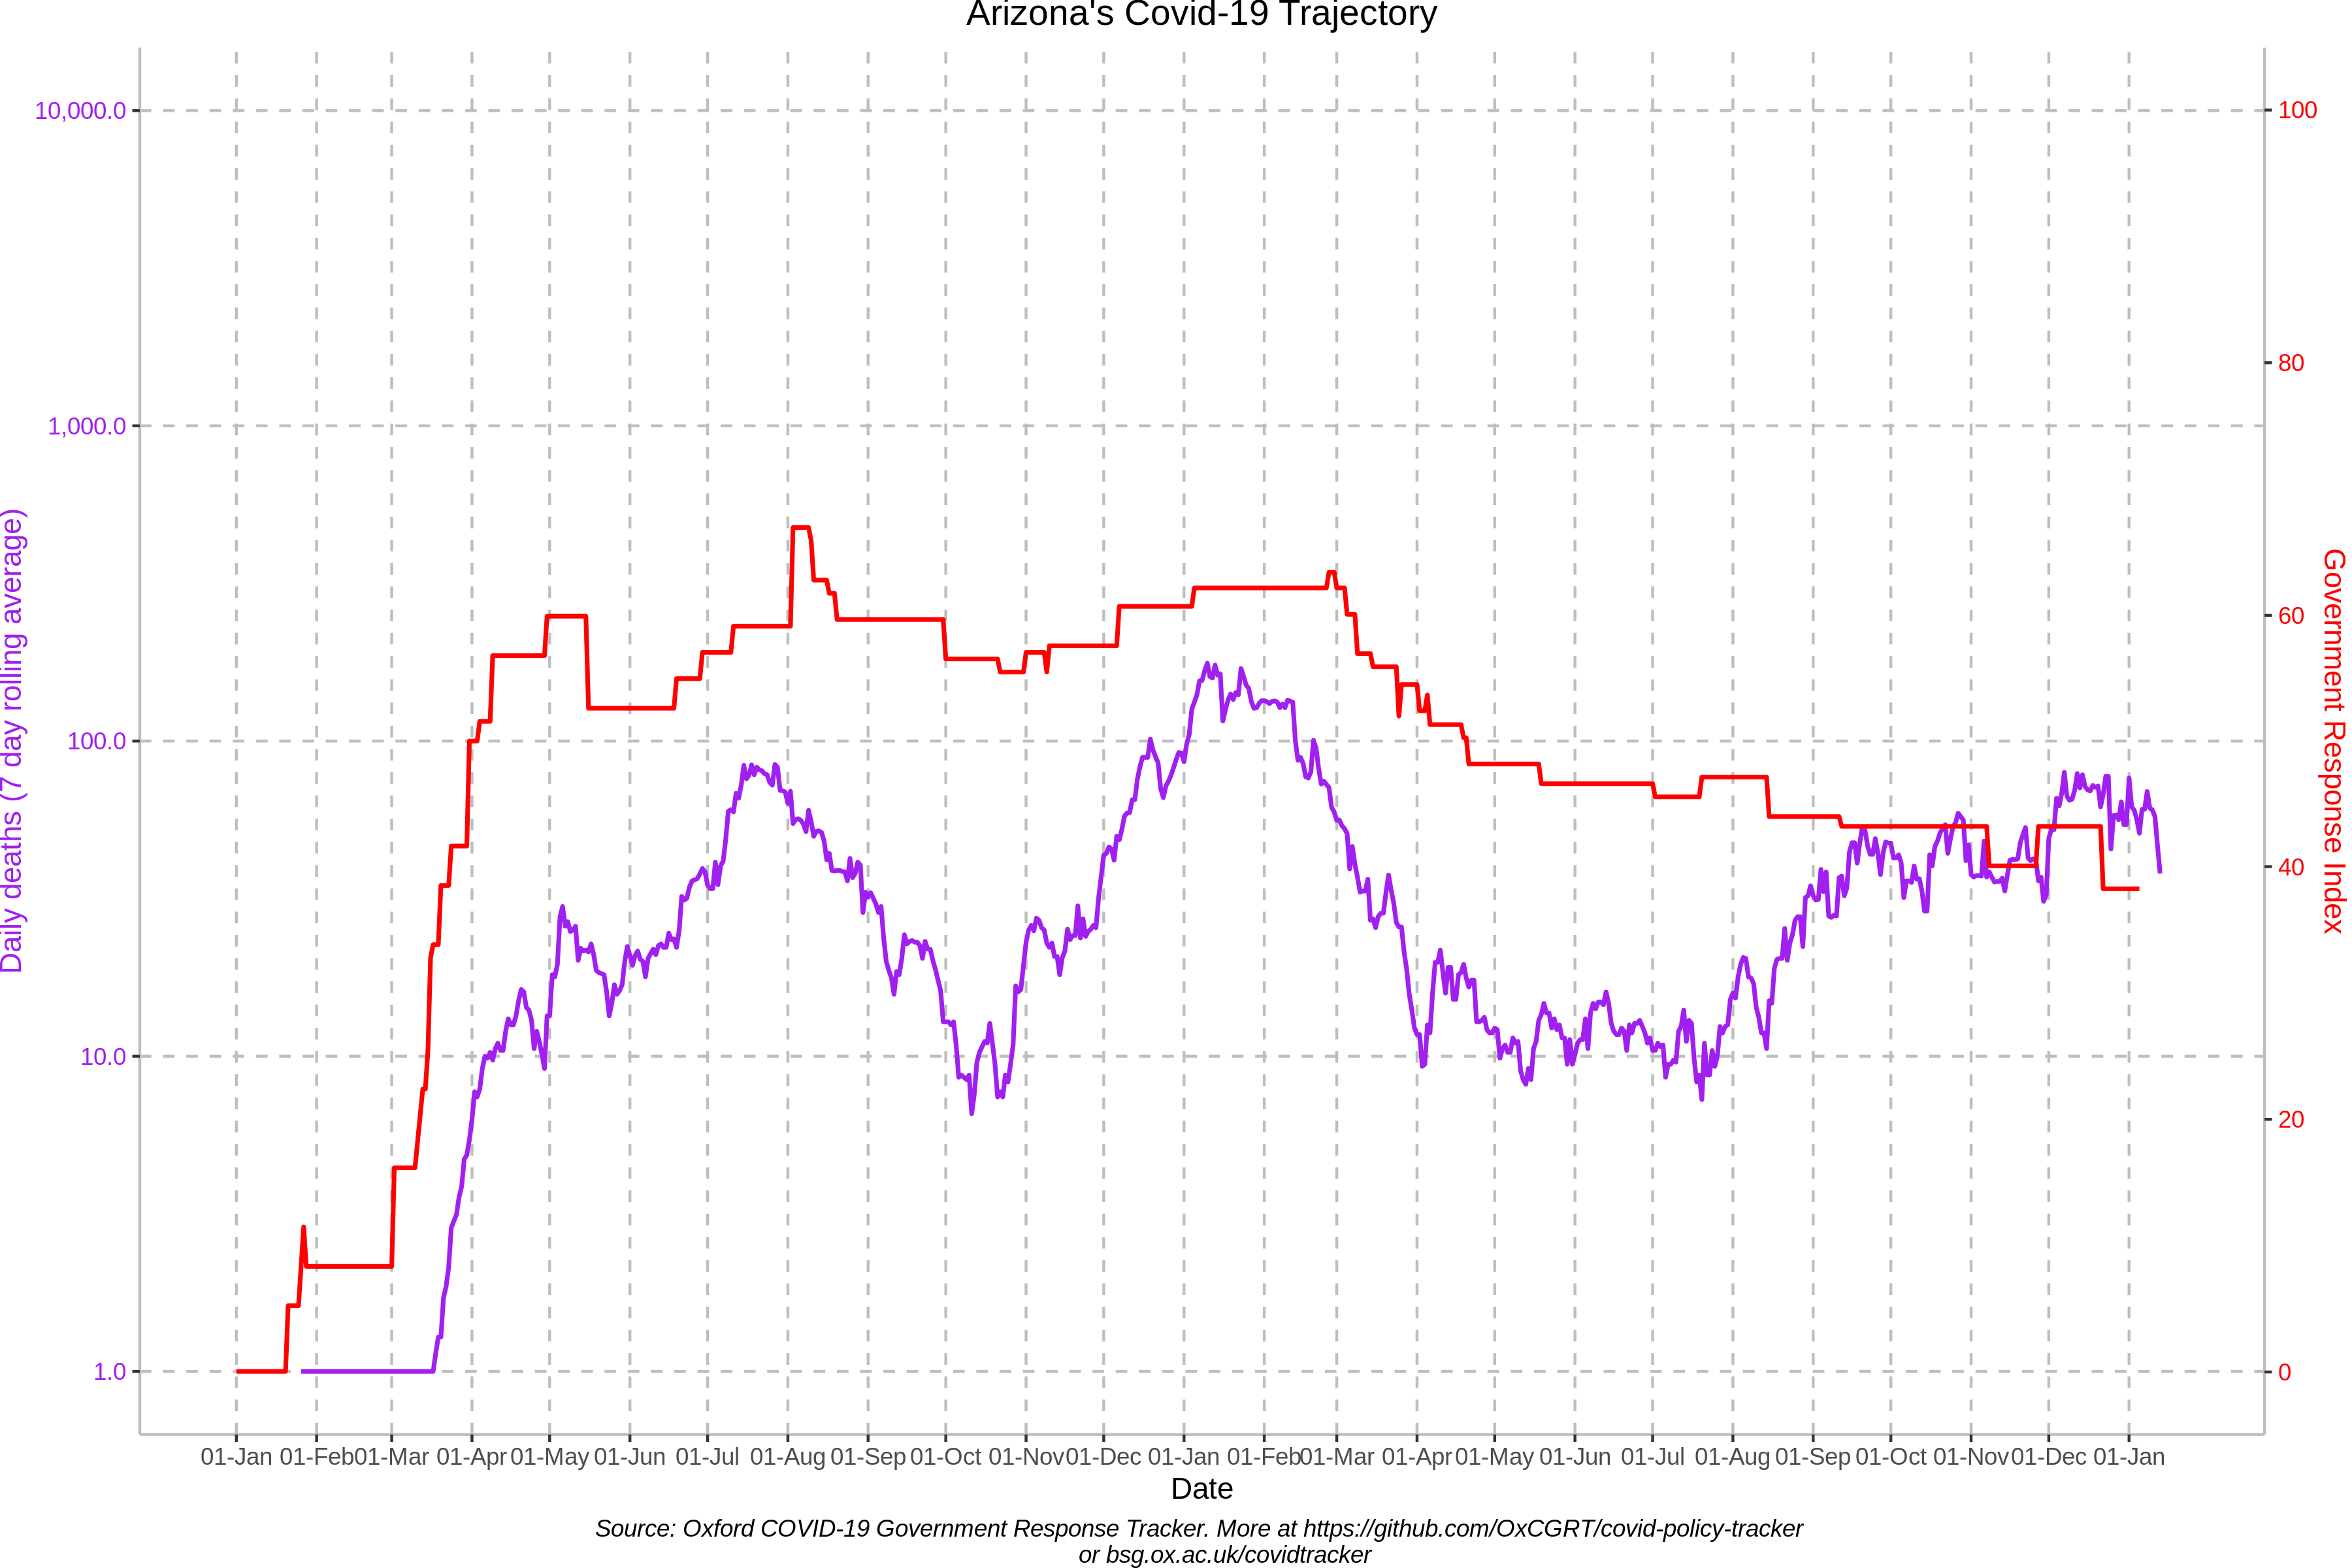 Arizona's Covid-19 Trajectory
10,000.0
1,000.0
100.0
10.0
1.0
Daily deaths (7 day rolling average)
100
80
60
40
20
0
Government Response Index
01-Jan 01-Feb 01-Mar 01-Apr 01-May 01-Jun 01-Jul 01-Aug 01-Sep 01-Oct 01-Nov 01-Dec 01-Jan 01-Feb 01-Mar 01-Apr 01-May 01-Jun 01-Jul 01-Aug 01-Sep 01-Oct 01-Nov 01-Dec 01-Jan
Date
Source: Oxford COVID-19 Government Response Tracker. More at https://github.com/OxCGRT/covid-policy-tracker
or bsg.ox.ac.uk/covidtracker